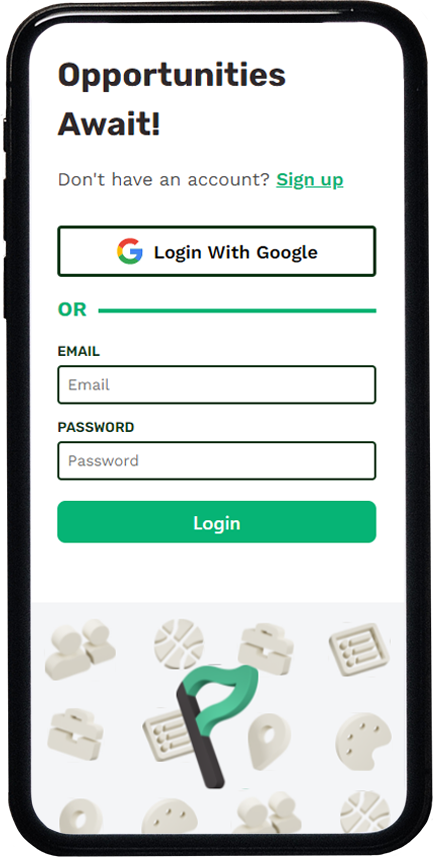 Opportunities
Await!
Don't have an account? Sign up
Login With Google
OR
EMAIL
Email
PASSWORD
Password
Login